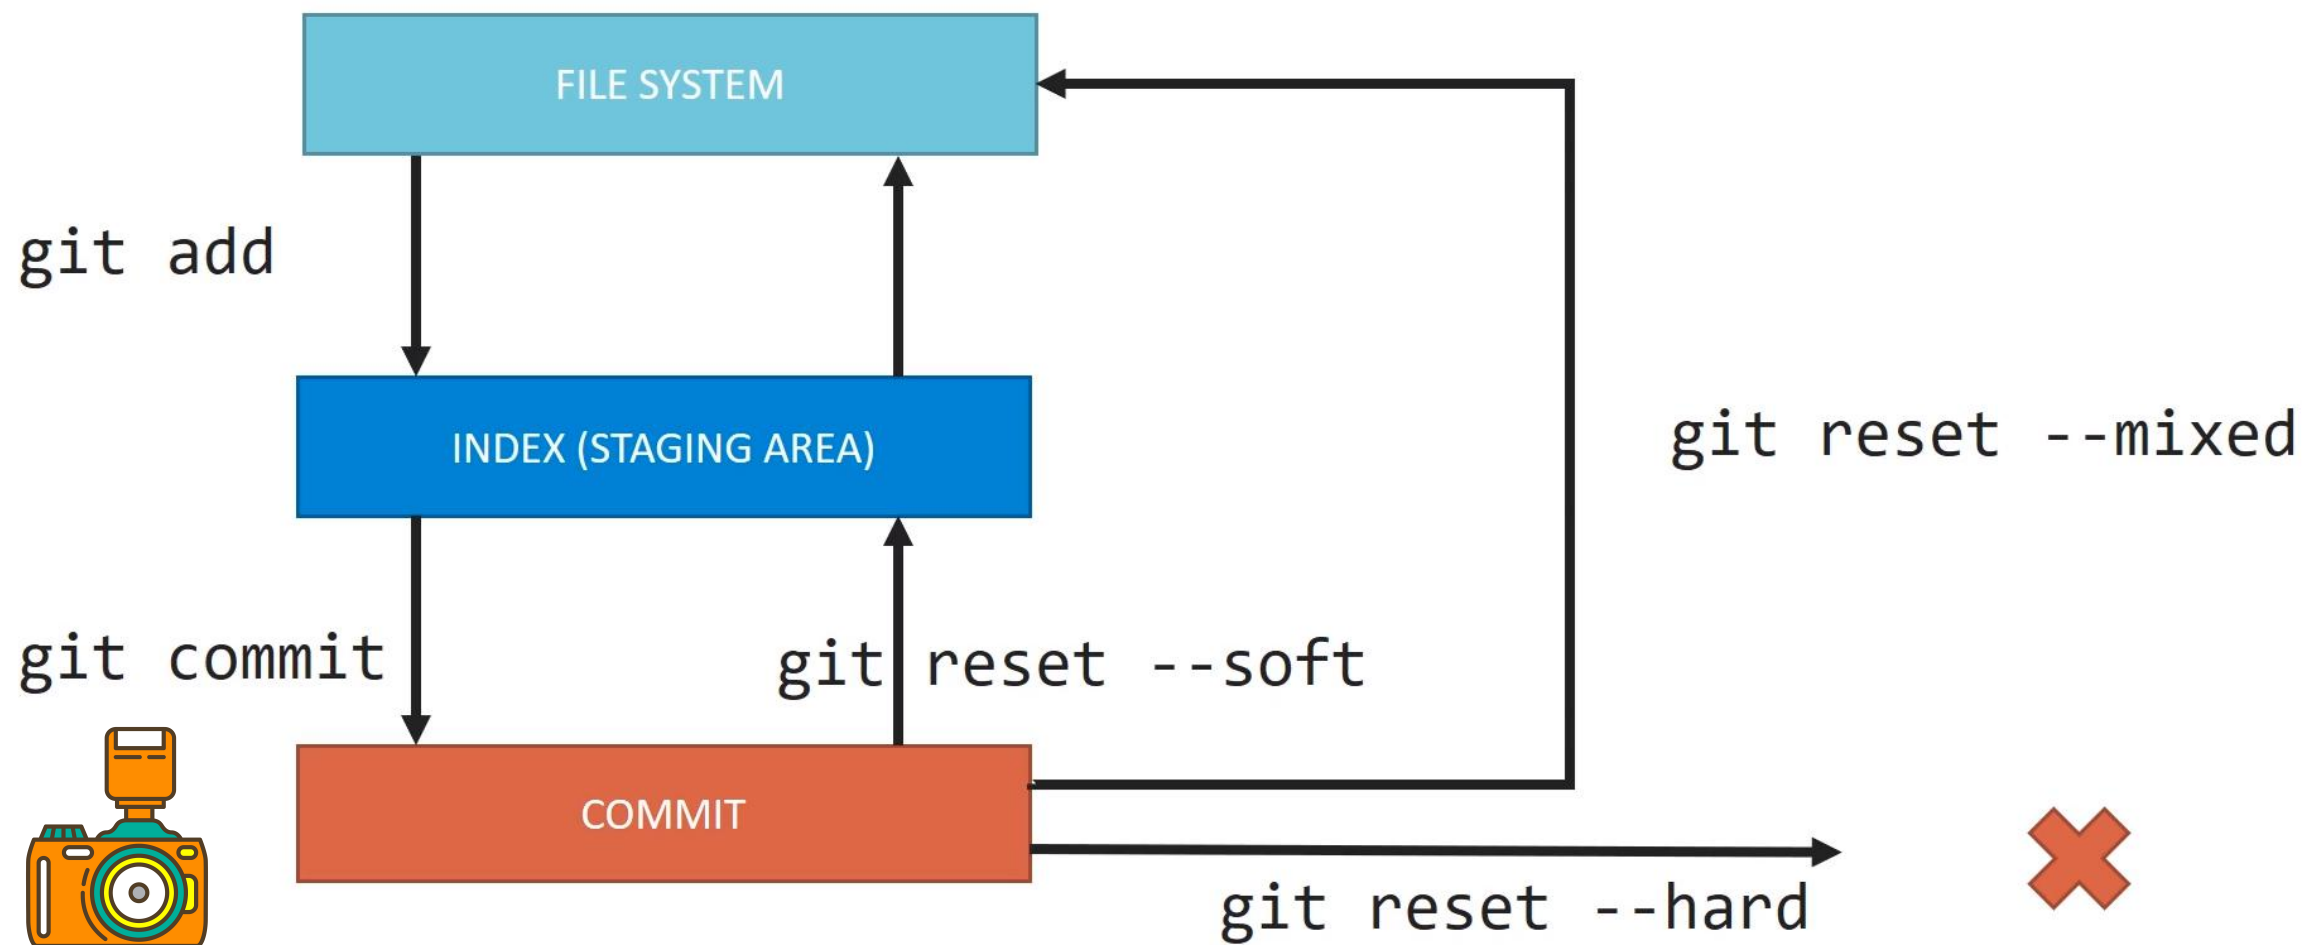 FILE SYSTEM
git add
INDEX (STAGING AREA)
git reset --mixed
git commit
git reset --soft
COMMIT
git reset --hard